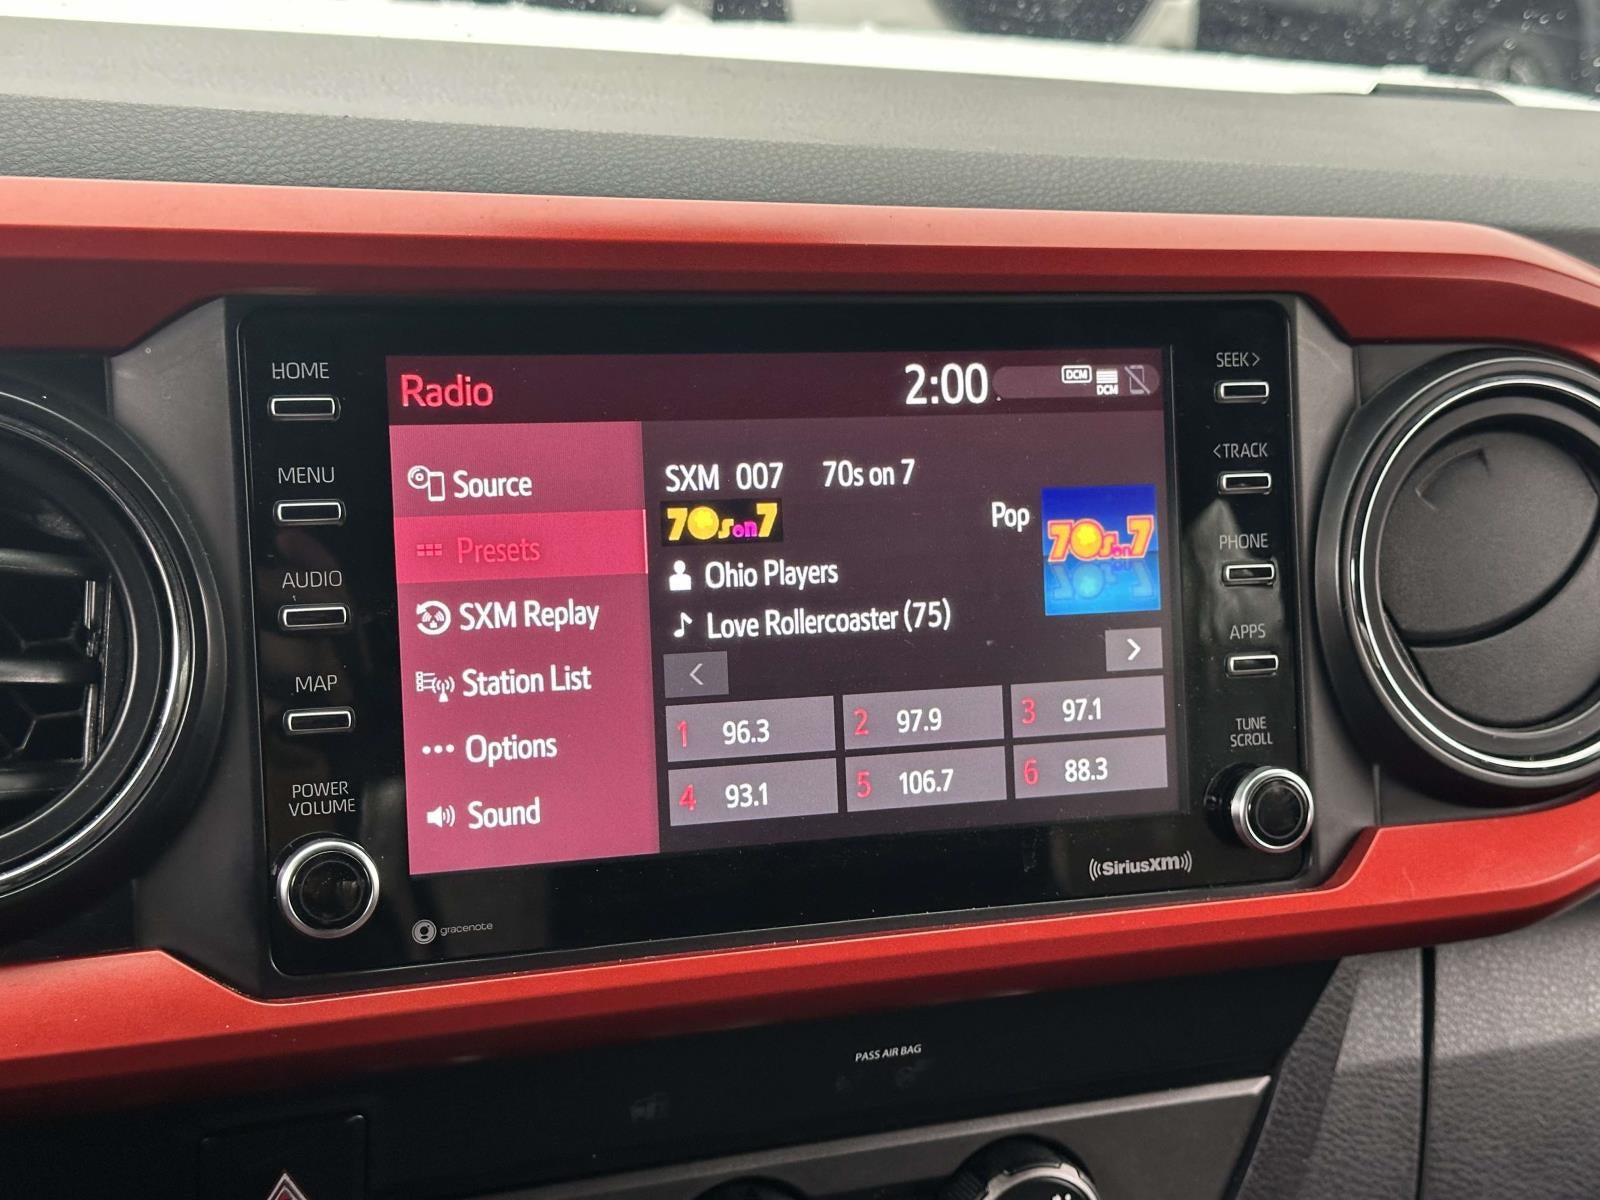 HOME
MENU
AUDIO
MAP
POWER
VOLUME
Radio
2:00
DCM
DCM
Source
Presets
SXM Replay
Station List
Options
Sound
SXM 007 70s on 7
70s on 7
Pop
70s on 7
Ohio Players
Love Rollercoaster (75)
<
>
1 96.3
2 97.9
3 97.1
4 93.1
5 106.7
6 88.3
SEEK>
<TRACK
PHONE
APPS
TUNE
SCROLL
gracenote
((SiriusXM))
PASS AIR BAG